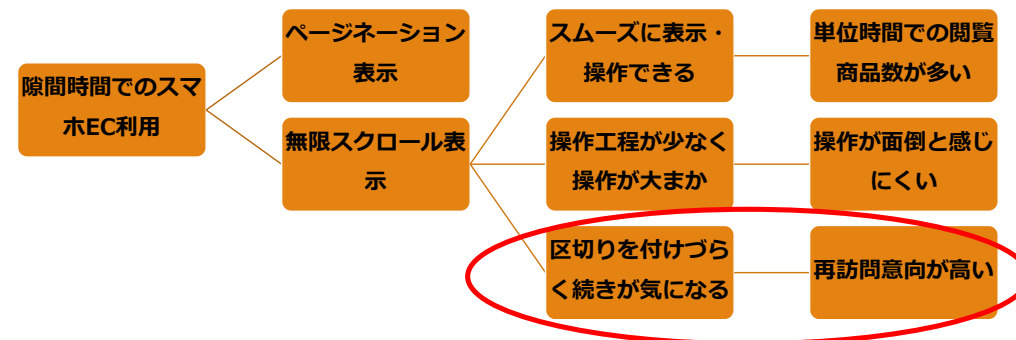 隙間時間でのスマ
ホEC利用
ページネーション
表示
無限スクロール表
示
スムーズに表示・
操作できる
単位時間での閲覧
商品数が多い
操作工程が少なく
操作が大まか
操作が面倒と感じ
にくい
区切りを付けづら
く続きが気になる
再訪問意向が高い